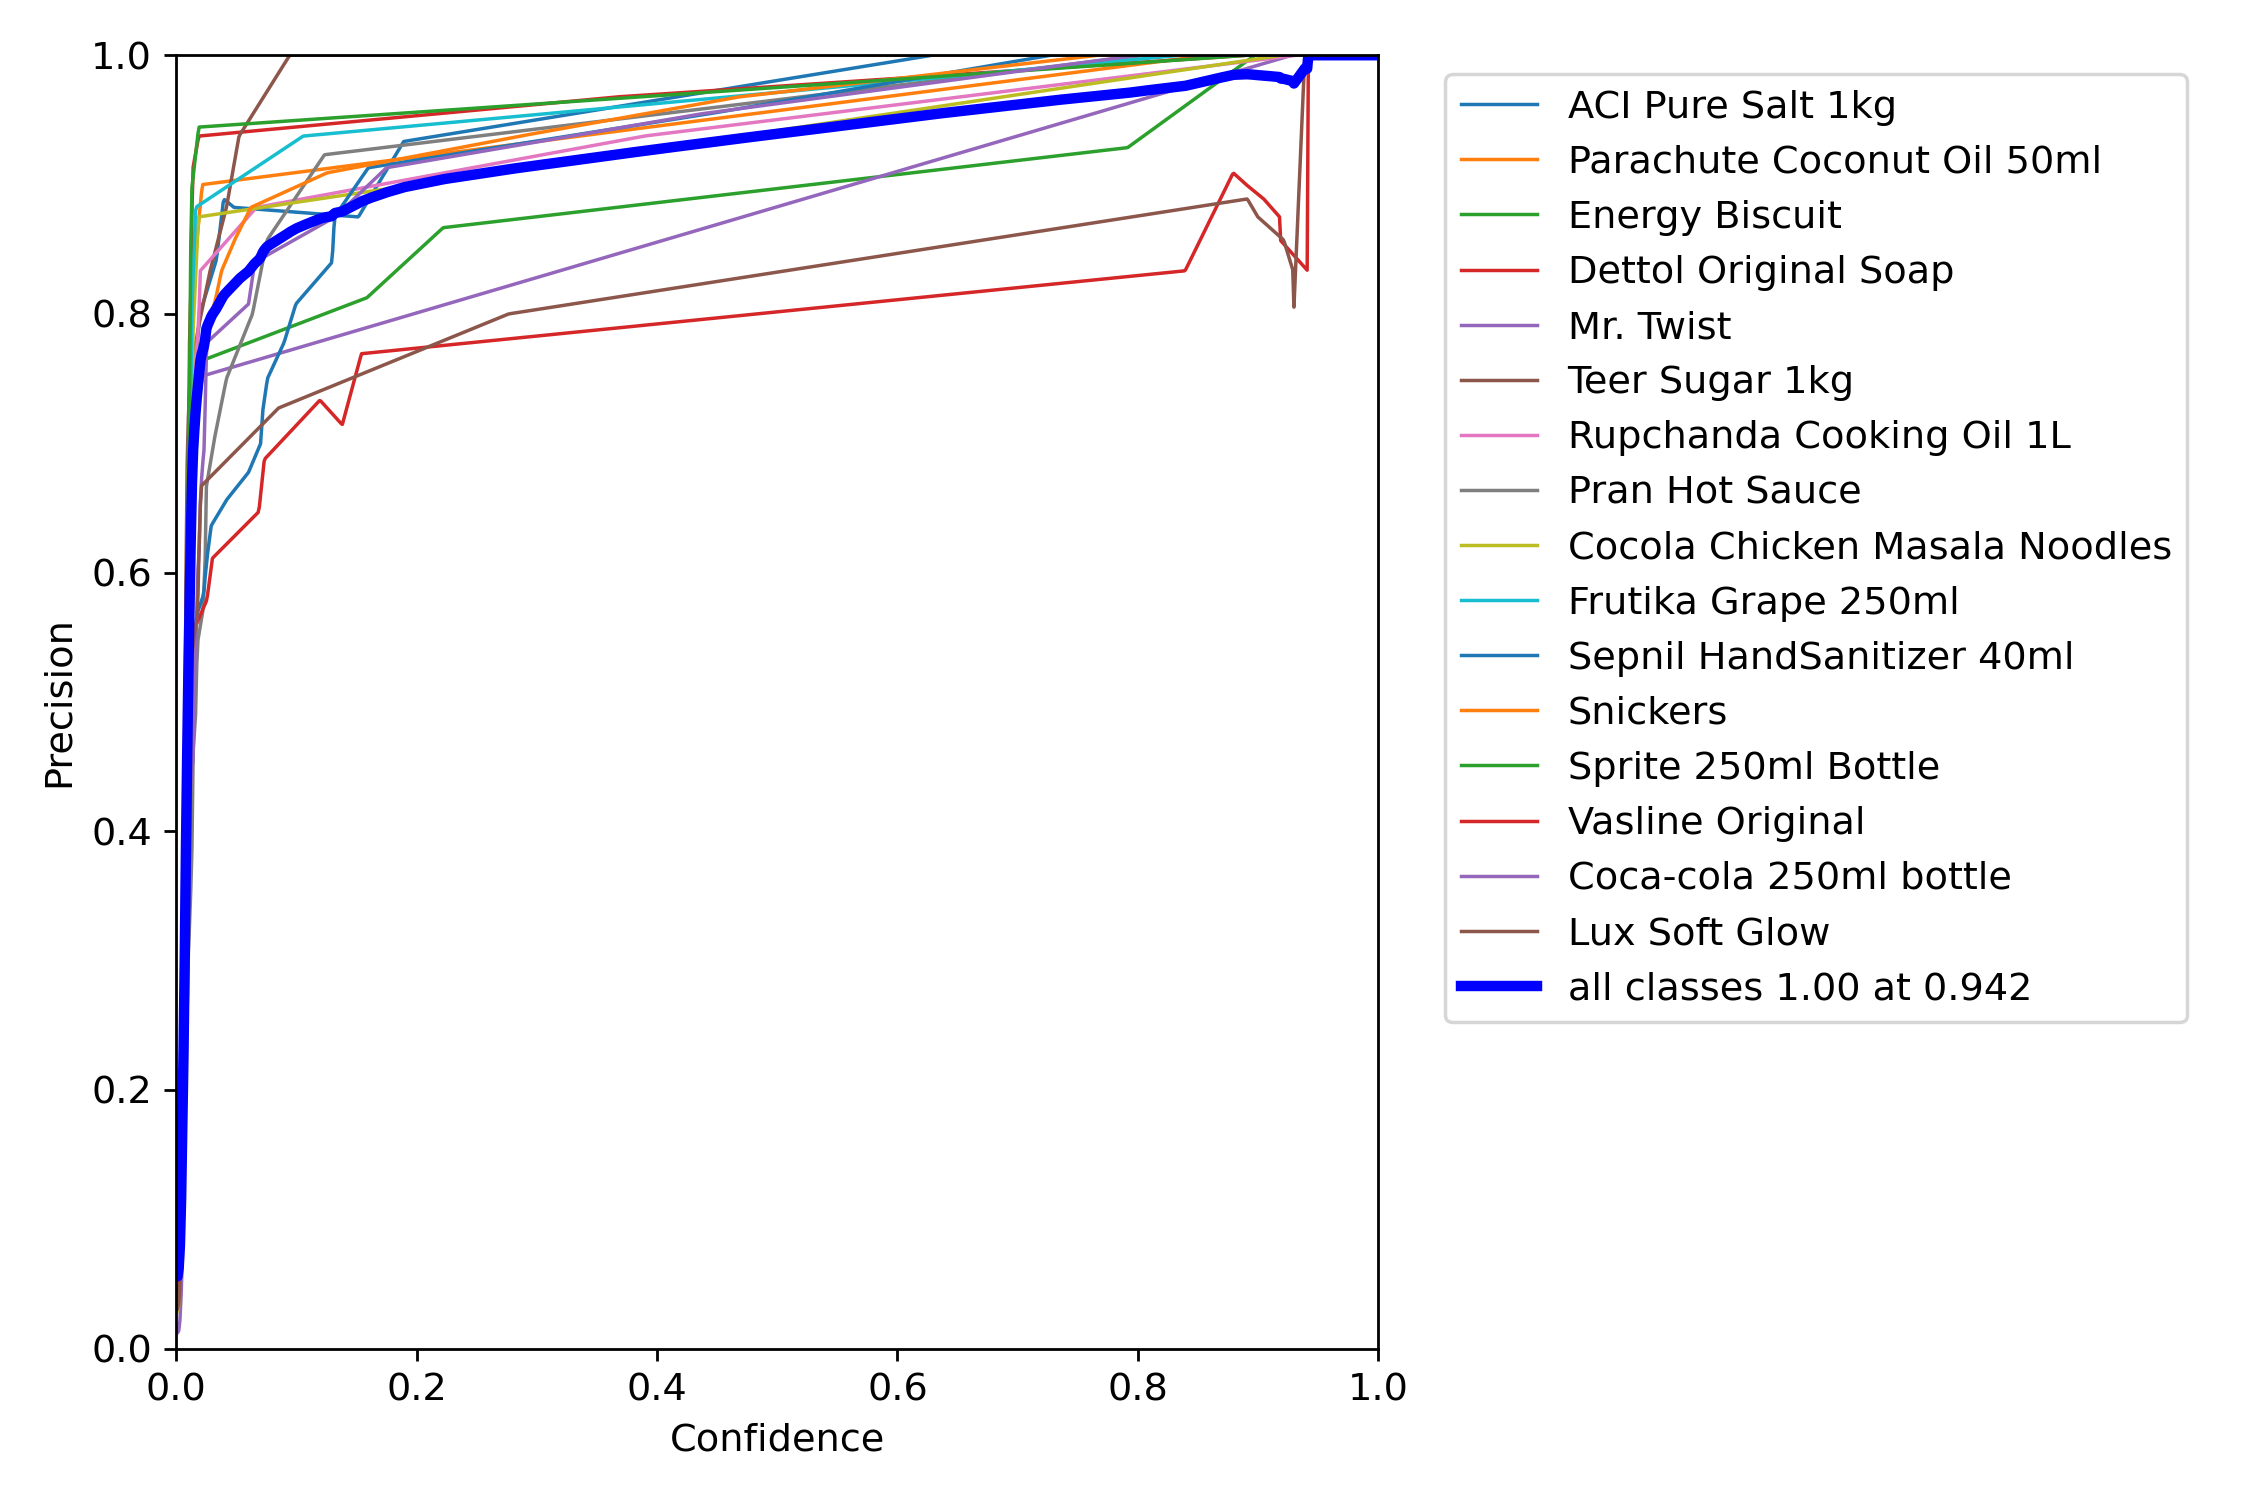 1.0
0.8
0.6
0.4
0.2
0.0
Precision
0.0 0.2 0.4 0.6 0.8 1.0
Confidence
ACI Pure Salt 1kg
Parachute Coconut Oil 50ml
Energy Biscuit
Dettol Original Soap
Mr. Twist
Teer Sugar 1kg
Rupchanda Cooking Oil 1L
Pran Hot Sauce
Cocola Chicken Masala Noodles
Frutika Grape 250ml
Sepnil HandSanitizer 40ml
Snickers
Sprite 250ml Bottle
Vasline Original
Coca-cola 250ml bottle
Lux Soft Glow
all classes 1.00 at 0.942